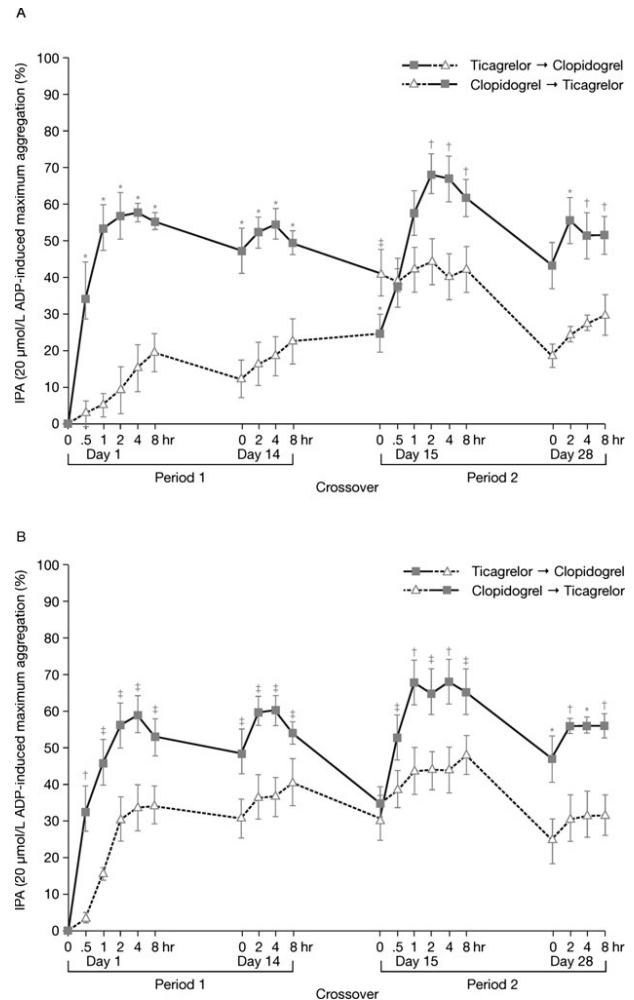 A
Ticagrelor → Clopidogrel
Clopidogrel → Ticagrelor
IPA (20 μmol/L ADP-induced maximum aggregation (%)
100
90
80
70
60
50
40
30
20
10
0
* * * * * * * * * ‡ * † † † * † †
0 .5 1 2 4 8 hr 0 2 4 8 hr 0 .5 1 2 4 8 hr 0 2 4 8 hr
Day 1 Day 14 Day 15 Day 28
Period 1 Period 2
Crossover
B
Ticagrelor → Clopidogrel
Clopidogrel → Ticagrelor
IPA (20 μmol/L ADP-induced maximum aggregation (%)
100
90
80
70
60
50
40
30
20
10
0
† ‡ ‡ ‡ ‡ ‡ ‡ ‡ ‡ ‡ ‡ † ‡ † ‡ * † * †
0 .5 1 2 4 8 hr 0 2 4 8 hr 0 .5 1 2 4 8 hr 0 2 4 8 hr
Day 1 Day 14 Day 15 Day 28
Period 1 Period 2
Crossover